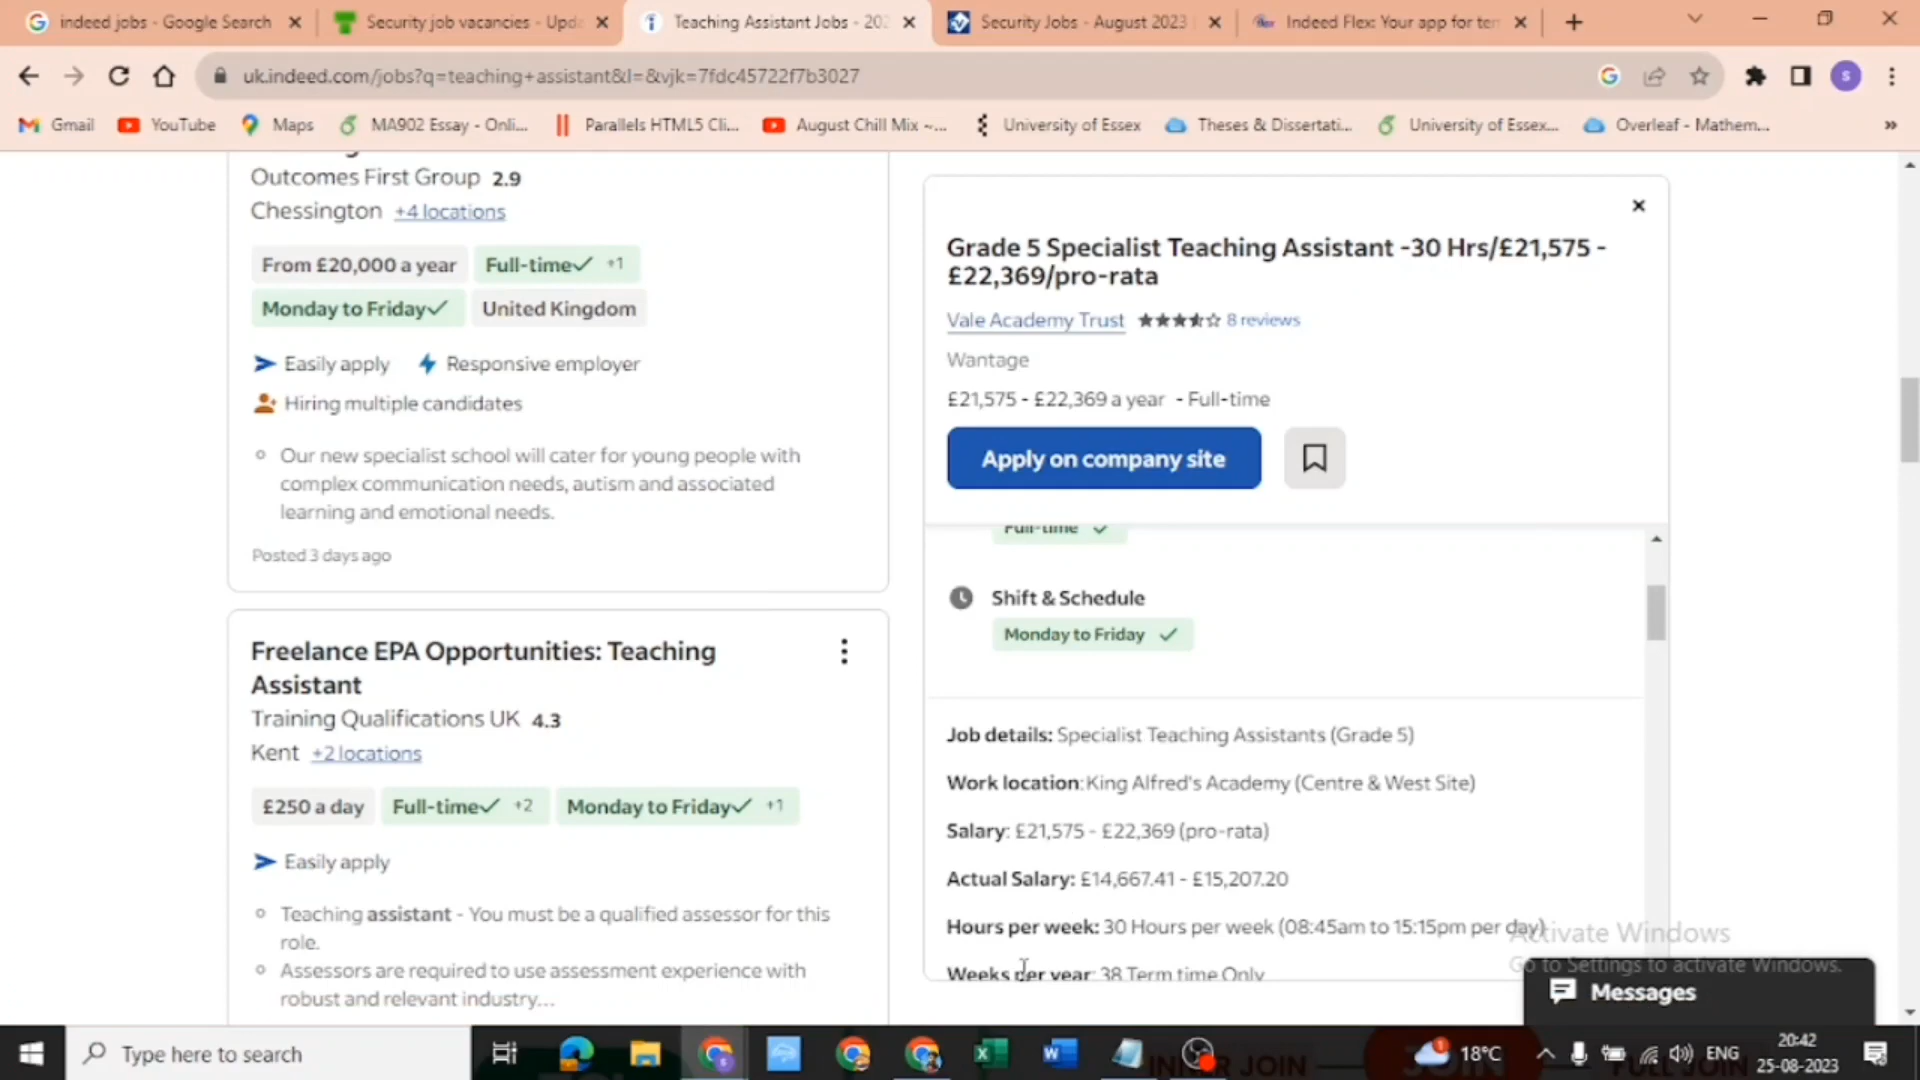 indeed jobs - Google Search
Security job vacancies - Upda
Teaching Assistant Jobs - 202
Security Jobs - August 2023
Indeed Flex: Your app for tem
uk.indeed.com/jobs?q=teaching+assistant&l=&vjk=7fdc45722f7b3027
S
Gmail
YouTube
Maps
MA902 Essay - Onli...
Parallels HTML5 Cli...
August Chill Mix ~...
University of Essex
Theses & Dissertati...
University of Essex...
Overleaf - Mathem...
»
Outcomes First Group 2.9
Chessington +4 locations
From £20,000 a year Full-time +1
Monday to Friday United Kingdom
Easily apply Responsive employer
Hiring multiple candidates
Our new specialist school will cater for young people with
complex communication needs, autism and associated
learning and emotional needs.
Posted 3 days ago
Freelance EPA Opportunities: Teaching
Assistant
Training Qualifications UK 4.3
Kent +2 locations
£250 a day Full-time +2 Monday to Friday +1
Easily apply
Teaching assistant - You must be a qualified assessor for this
role.
Assessors are required to use assessment experience with
robust and relevant industry...
Grade 5 Specialist Teaching Assistant -30 Hrs/£21,575 -
£22,369/pro-rata
Vale Academy Trust 8 reviews
Wantage
£21,575 - £22,369 a year - Full-time
Apply on company site
Full-time
Shift & Schedule
Monday to Friday
Job details: Specialist Teaching Assistants (Grade 5)
Work location:King Alfred's Academy (Centre & West Site)
Salary: £21,575 - £22,369 (pro-rata)
Actual Salary: £14,667.41 - £15,207.20
Hours per week: 30 Hours per week (08:45am to 15:15pm per day)
Weeks per year: 38 Term time Only
Activate Windows
Go to Settings to activate Windows.
Messages
Type here to search
18°C
ENG
20:42
25-08-2023